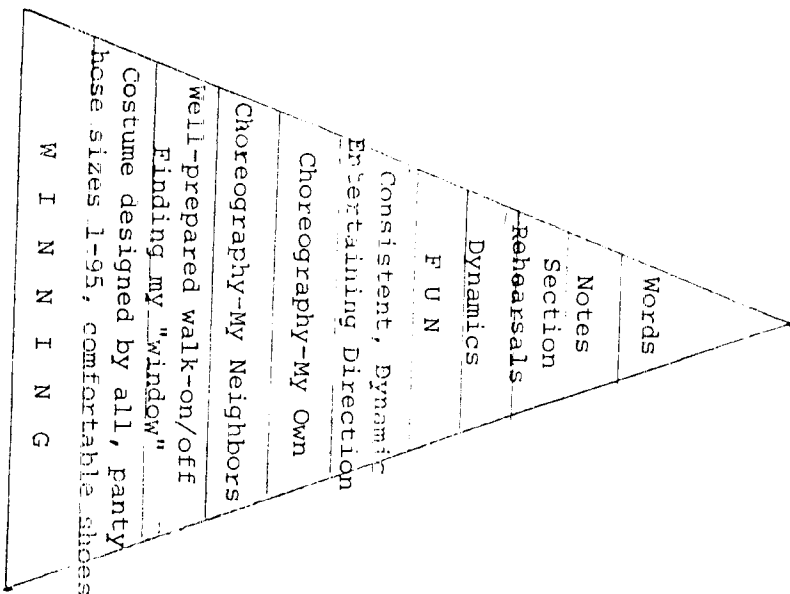 Words
Notes
Section
Rehearsals
Dynamics
F U N
Consistent, Dynamic
Entertaining Direction
Choreography-My Own
Choreography-My Neighbors
Well-prepared walk-on/off
Finding my "window"
Costume designed by all, panty
hose sizes 1-95, comfortable shoes
W I N N I N G